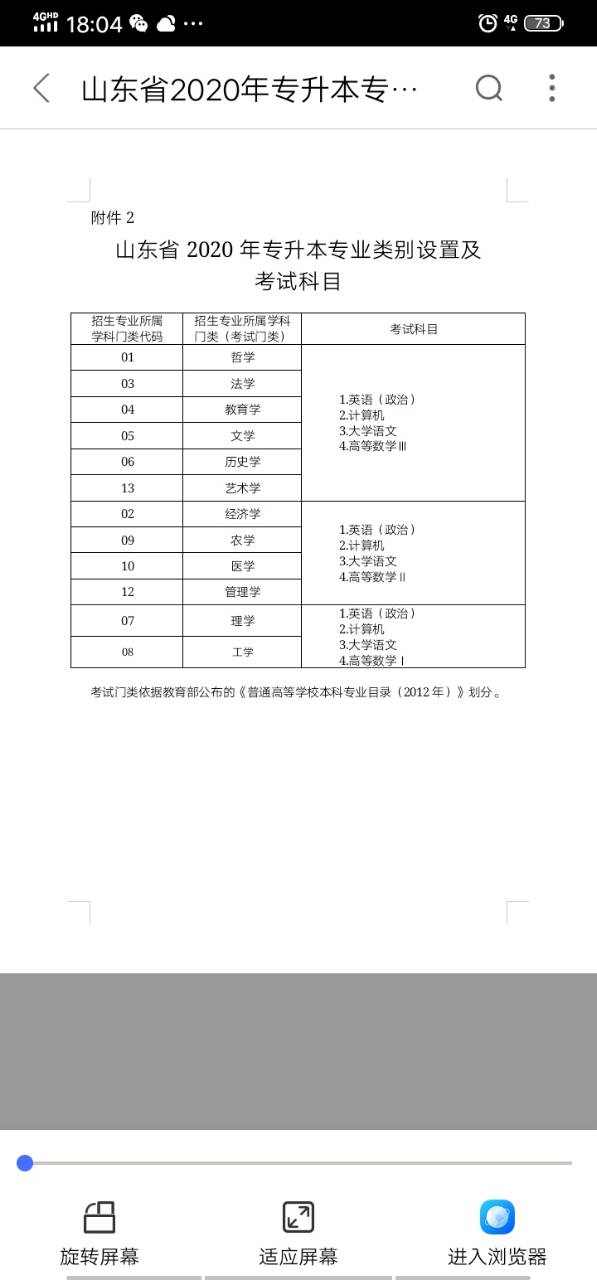 4GHD 18:04 ··· 4G 73
山东省2020年专升本专···
附件 2
山东省 2020 年专升本专业类别设置及
考试科目
招生专业所属
学科门类代码
招生专业所属学科
门类（考试门类）
考试科目
01 哲学
03 法学
04 教育学
05 文学
06 历史学
13 艺术学
1.英语（政治）
2.计算机
3.大学语文
4.高等数学Ⅲ
02 经济学
09 农学
10 医学
12 管理学
1.英语（政治）
2.计算机
3.大学语文
4.高等数学Ⅱ
07 理学
08 工学
1.英语（政治）
2.计算机
3.大学语文
4.高等数学Ⅰ
考试门类依据教育部公布的《普通高等学校本科专业目录（2012 年）》划分。
旋转屏幕 适应屏幕 进入浏览器